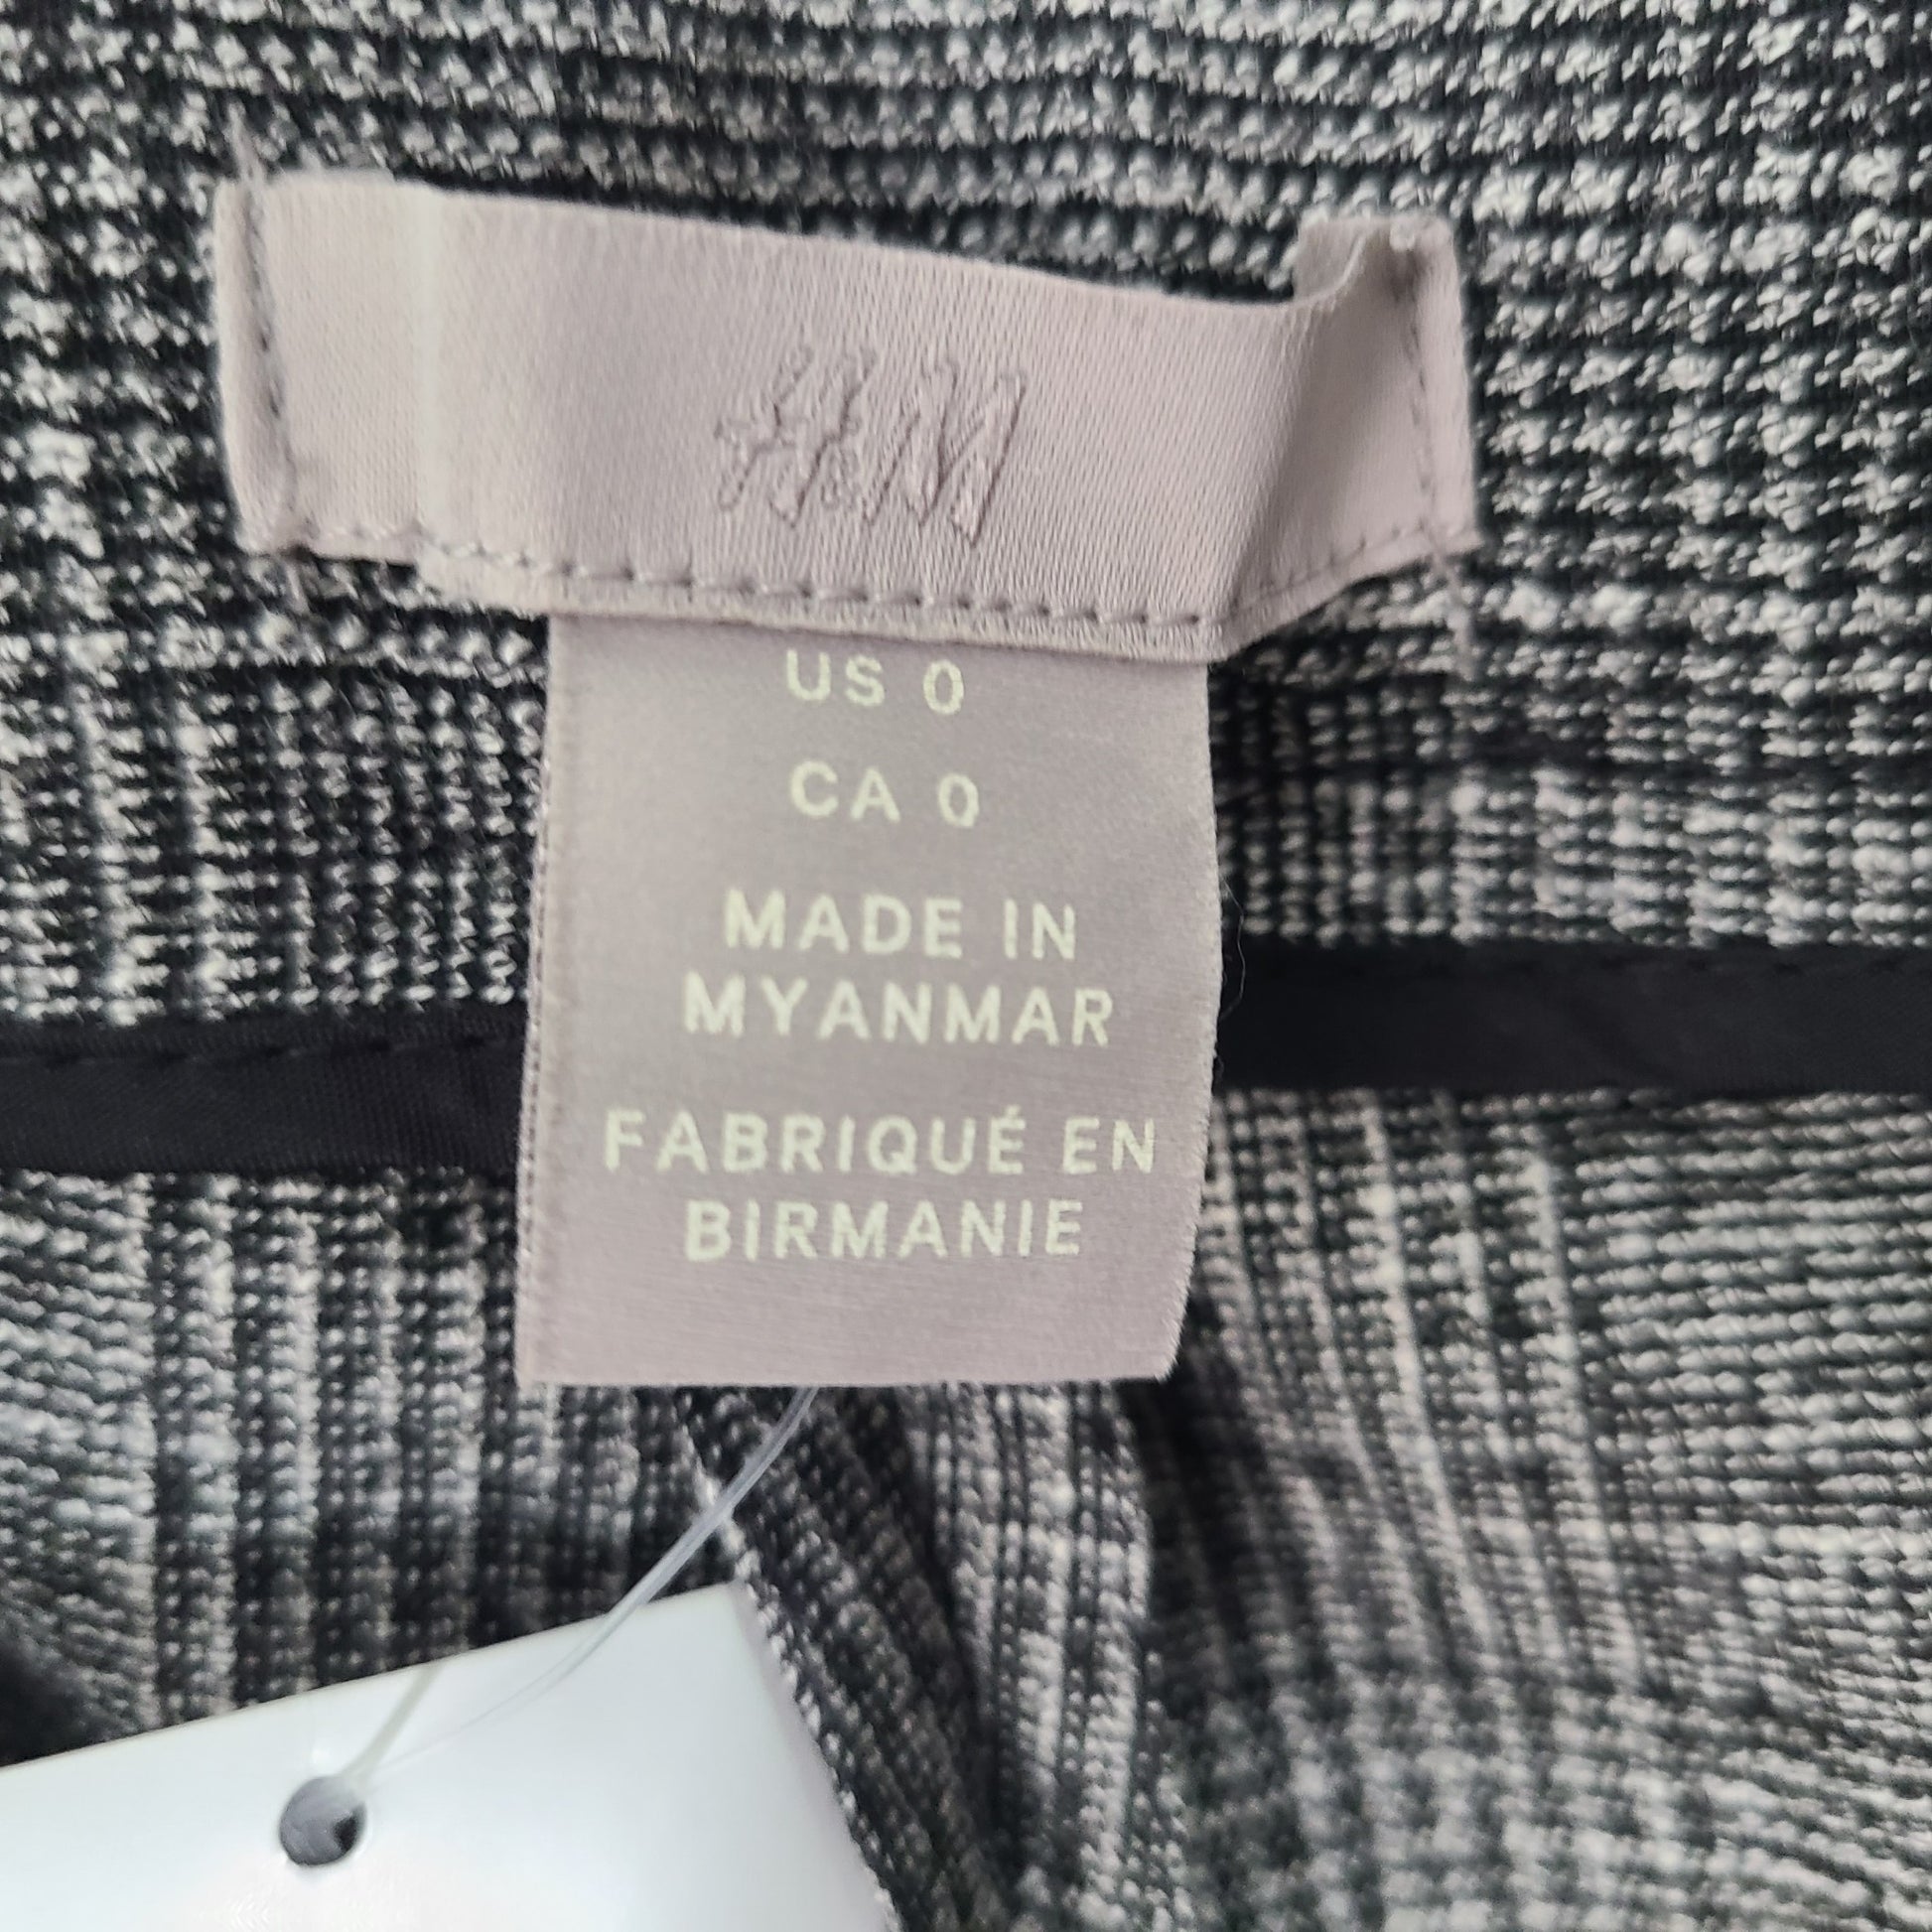 H&M
US 0
CA 0
MADE IN
MYANMAR
FABRIQUÉ EN
BIRMANIE